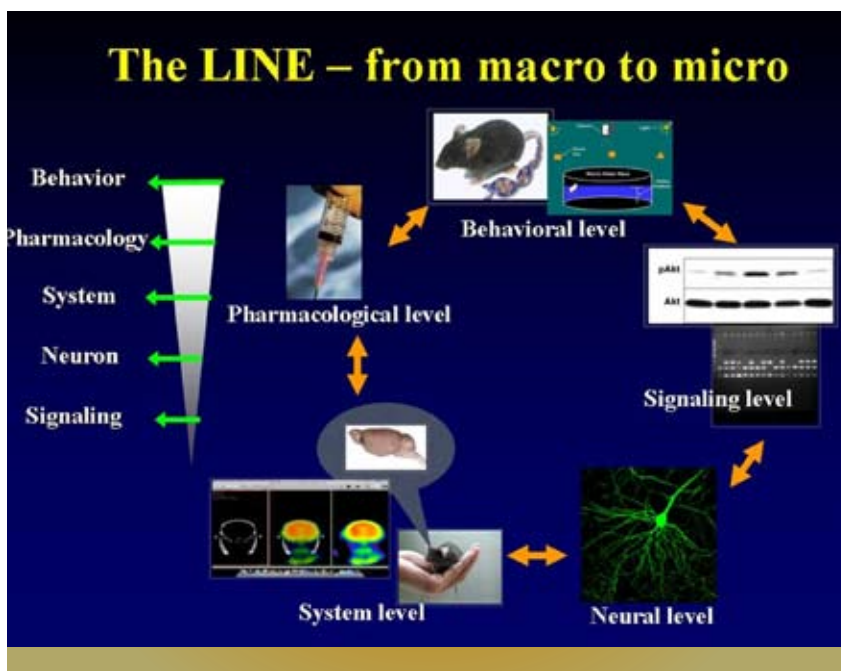 The LINE – from macro to micro
Behavior
Pharmacology
System
Neuron
Signaling
Behavioral level
Pharmacological level
pAkt
Akt
Signaling level
System level
Neural level